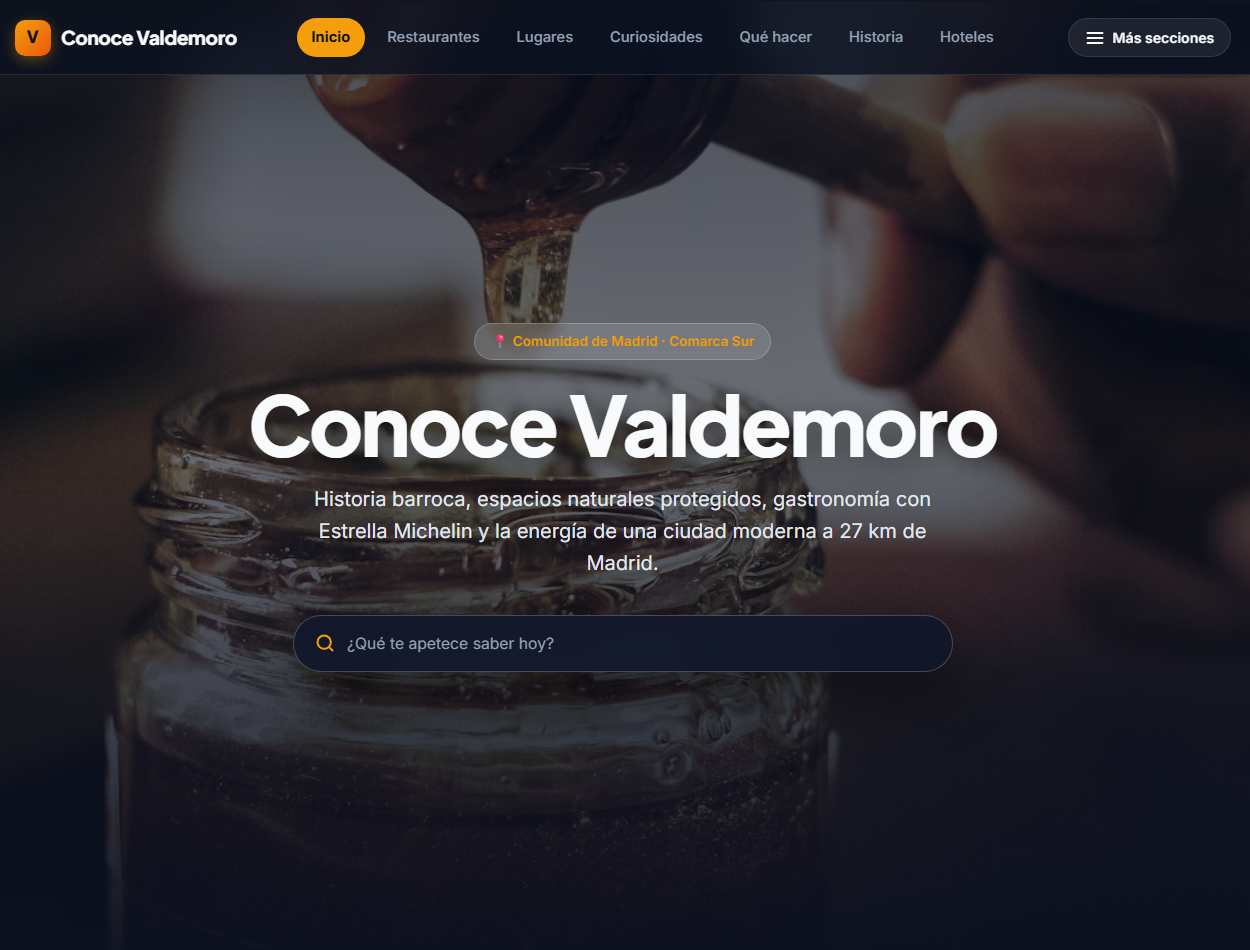 V Conoce Valdemoro
Inicio Restaurantes Lugares Curiosidades Qué hacer Historia Hoteles
Más secciones
Comunidad de Madrid · Comarca Sur
Conoce Valdemoro
Historia barroca, espacios naturales protegidos, gastronomía con
Estrella Michelin y la energía de una ciudad moderna a 27 km de
Madrid.
¿Qué te apetece saber hoy?